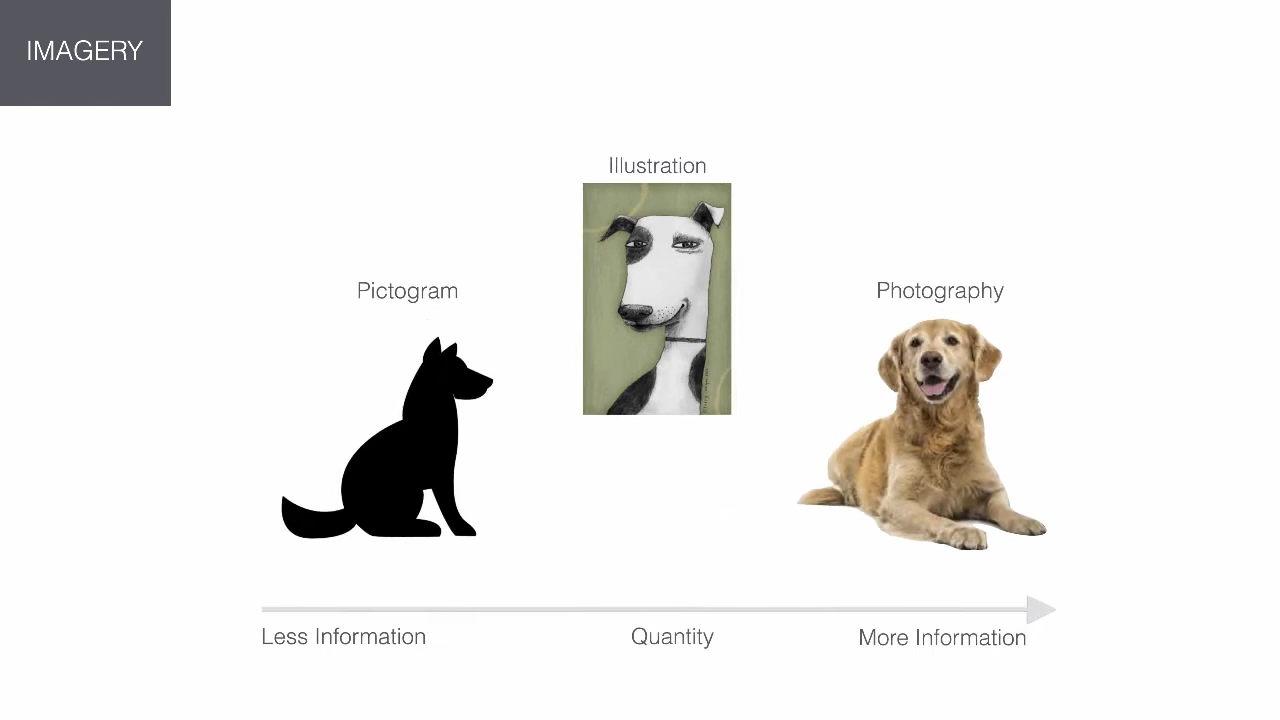 IMAGERY
Illustration
Pictogram
Photography
Less Information
Quantity
More Information